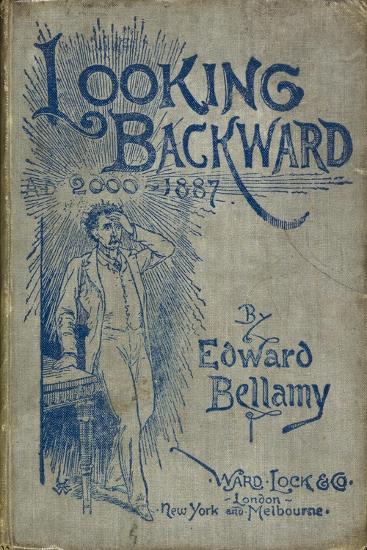 LOOKING
BACKWARD
AD 2000-1887
By
Edward
Bellamy
WARD. LOCK & Co.
- London -
New York and Melbourne.